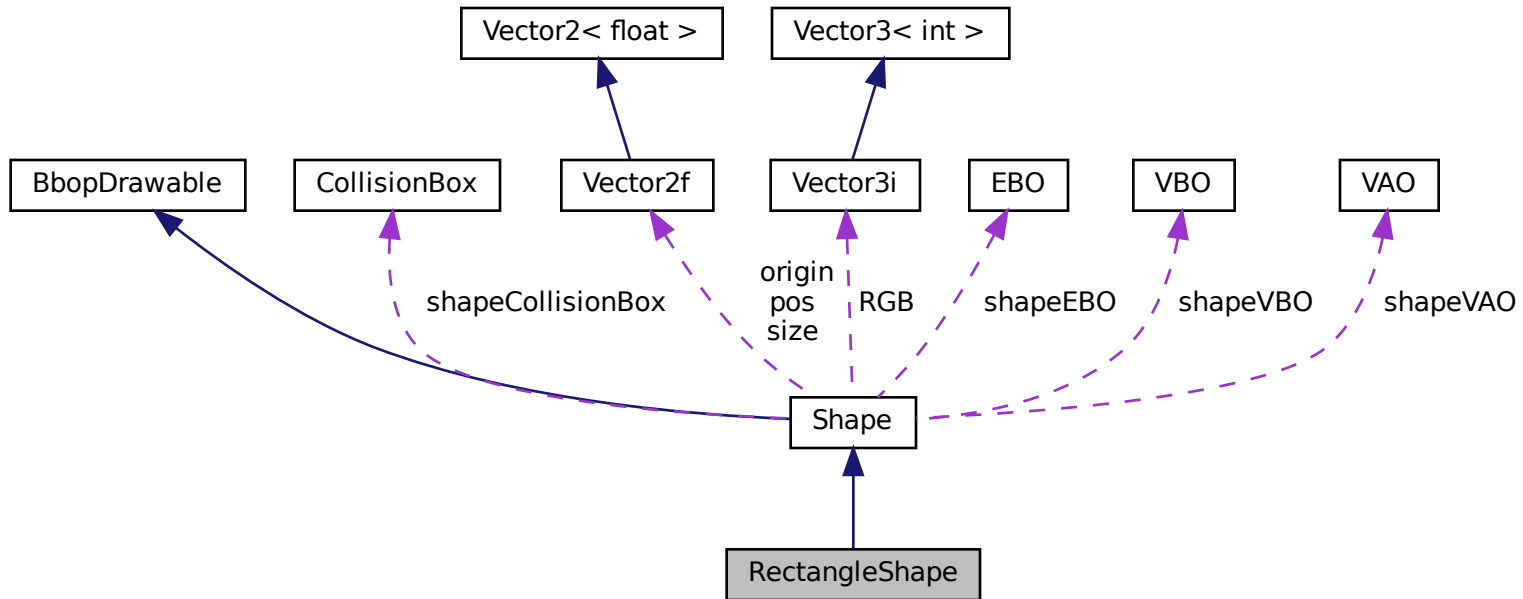 Vector2< float >
Vector3< int >
BbopDrawable
CollisionBox
Vector2f
Vector3i
EBO
VBO
VAO
shapeCollisionBox
origin
pos
size
RGB
shapeEBO
shapeVBO
shapeVAO
Shape
RectangleShape